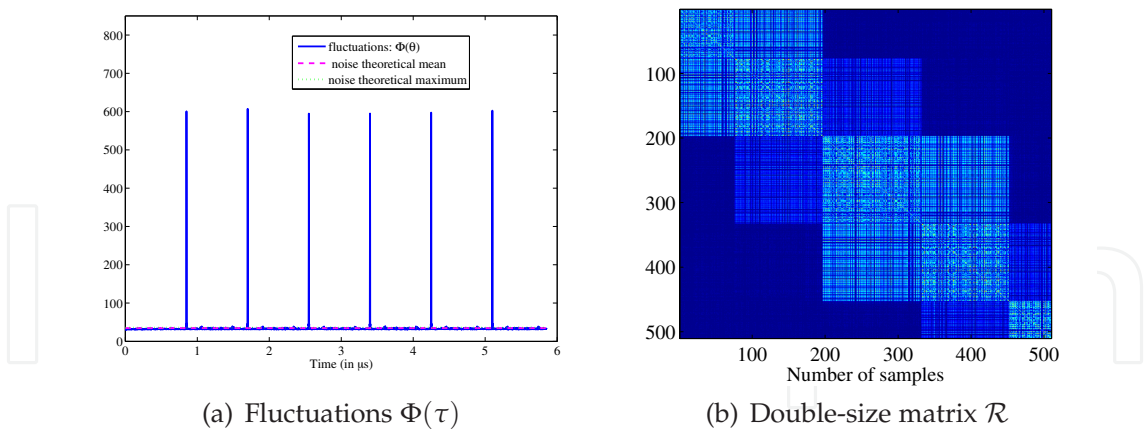 800
700
600
500
400
300
200
100
0
fluctuations: Φ(θ)
noise theoretical mean
noise theoretical maximum
0 1 2 3 4 5 6
Time (in µs)
(a) Fluctuations Φ(τ)
100
200
300
400
500
100 200 300 400 500
Number of samples
(b) Double-size matrix ℛ